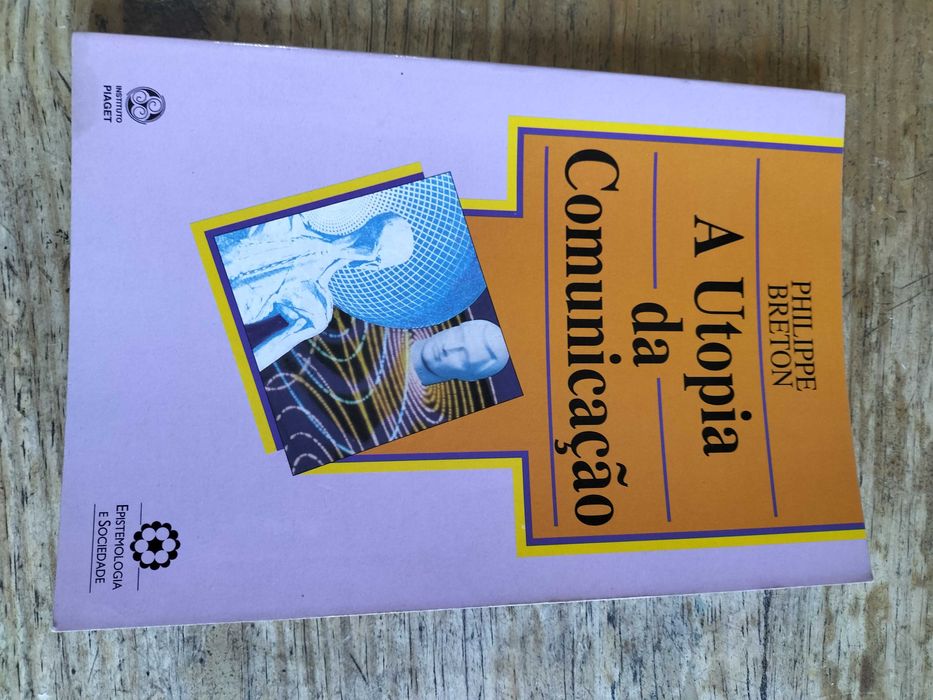 PHILIPPE
BRETON
A Utopia
da
Comunicação
INSTITUTO
PIAGET
EPISTEMOLOGIA
E SOCIEDADE